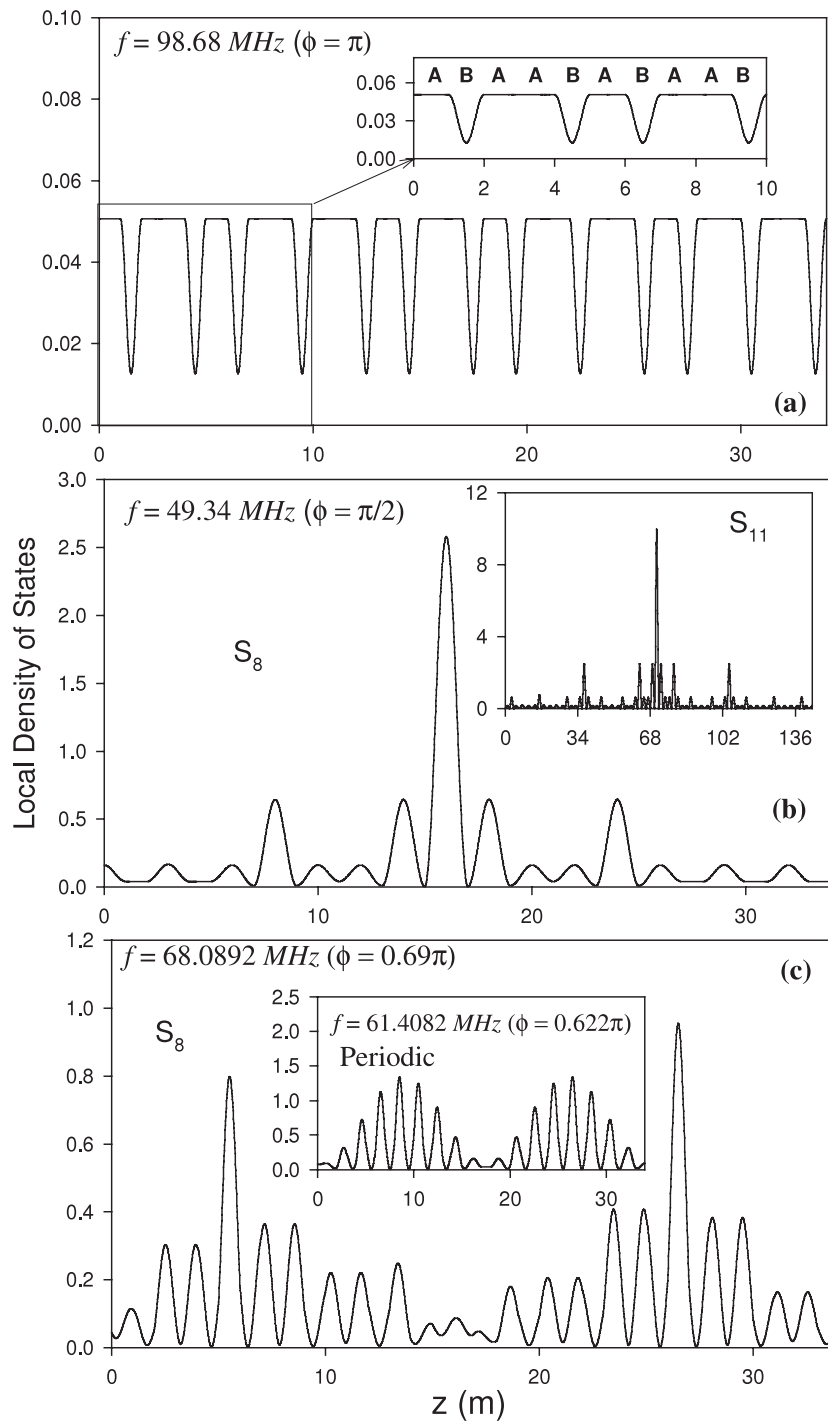 0.10
f = 98.68 MHz (ϕ = π)
A B A A B A B A A B
0.06
0.03
0.00
0 2 4 6 8 10
0.08
0.06
0.04
0.02
0.00
(a)
0 10 20 30
3.0
f = 49.34 MHz (ϕ = π/2)
12
S11
8
4
0
0 34 68 102 136
2.5
S8
2.0
1.5
1.0
(b)
0.5
0.0
0 10 20 30
Local Density of States
1.2
f = 68.0892 MHz (ϕ = 0.69π)
(c)
1.0
S8
2.5
f = 61.4082 MHz (ϕ = 0.622π)
2.0
Periodic
1.5
1.0
0.5
0.0
0 10 20 30
0.8
0.6
0.4
0.2
0.0
0 10 20 30
z (m)